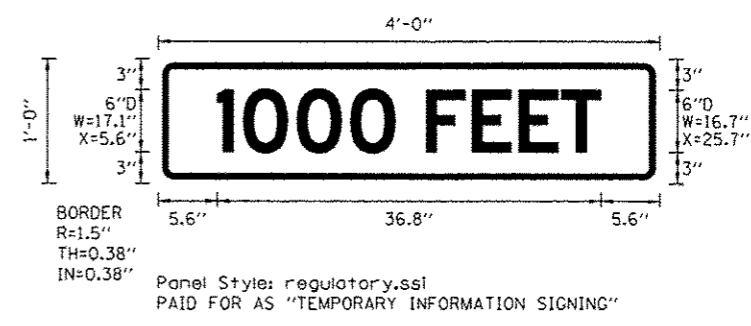 4'-0"
1'-0"
3"
6"D
W=17.1"
X=5.6"
3"
1000 FEET
3"
6"D
W=16.7"
X=25.7"
3"
5.6"
36.8"
5.6"
BORDER
R=1.5"
TH=0.38"
IN=0.38"
Panel Style: regulatory.ssi
PAID FOR AS "TEMPORARY INFORMATION SIGNING"